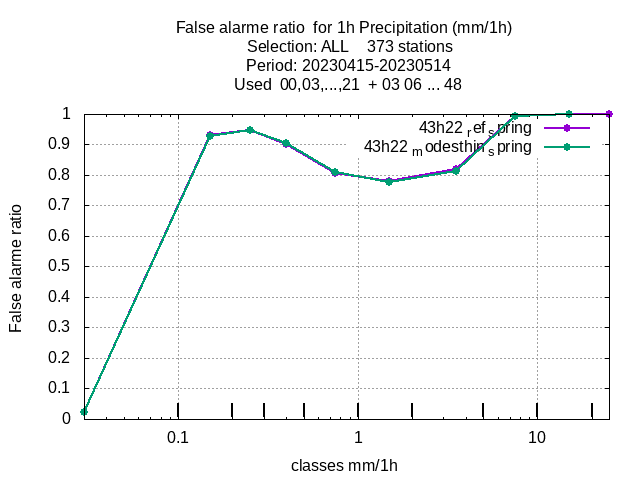 False alarme ratio  for 1h Precipitation (mm/1h)
Selection: ALL    373 stations
Period: 20230415-20230514
Used  00,03,...,21  + 03 06 ... 48
43h22 ref spring
43h22 modesthin spring
1
0.9
0.8
0.7
0.6
0.5
0.4
0.3
0.2
0.1
0
False alarme ratio
0.1 1 10
classes mm/1h